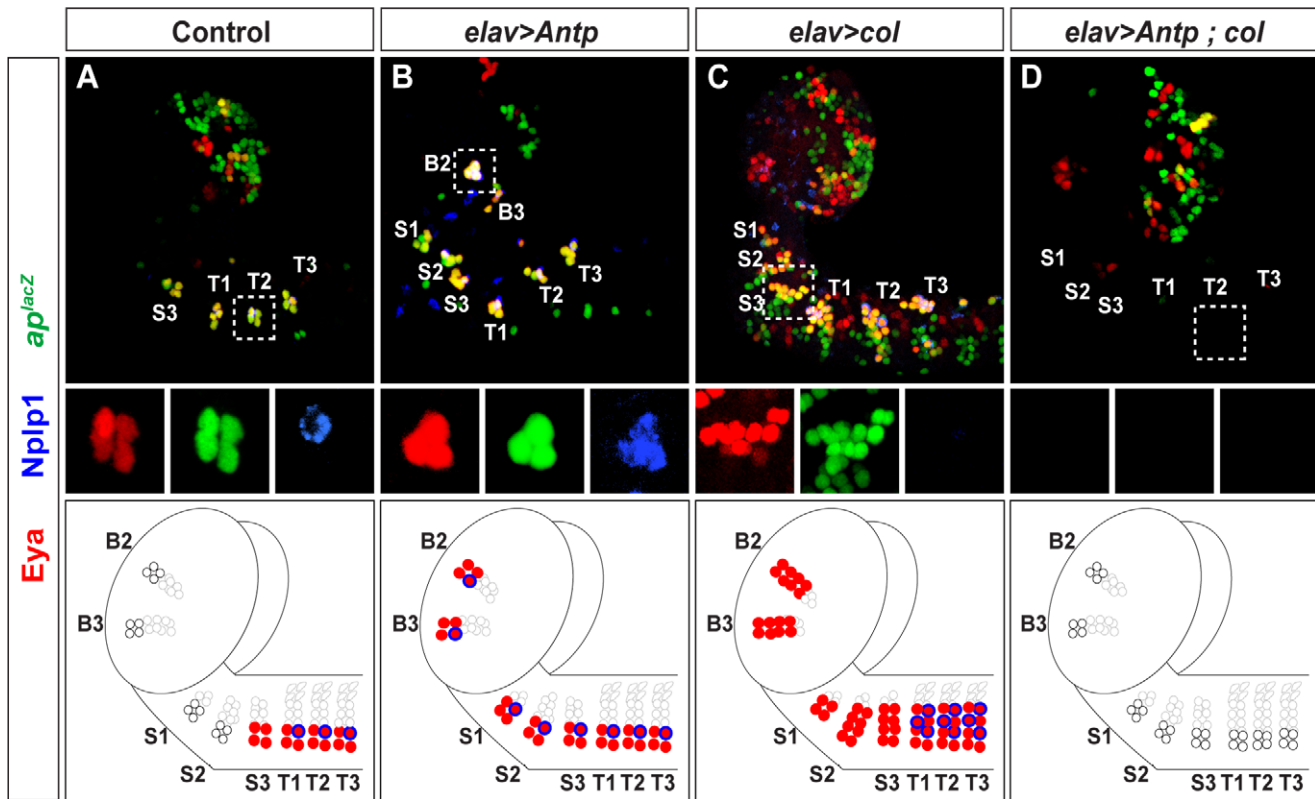 Control
elav>Antp
elav>col
elav>Antp ; col
Eya Nplp1 ap^lacZ
A
S3
T1
T2
T3
B
B2
B3
S1
S2
S3
T1
T2
T3
C
S1
S2
S3
T1
T2
T3
D
S1
S2
S3
T1
T2
T3
B2
B3
S1
S2
S3 T1 T2 T3
B2
B3
S1
S2
S3 T1 T2 T3
B2
B3
S1
S2
S3 T1 T2 T3
B2
B3
S1
S2
S3 T1 T2 T3